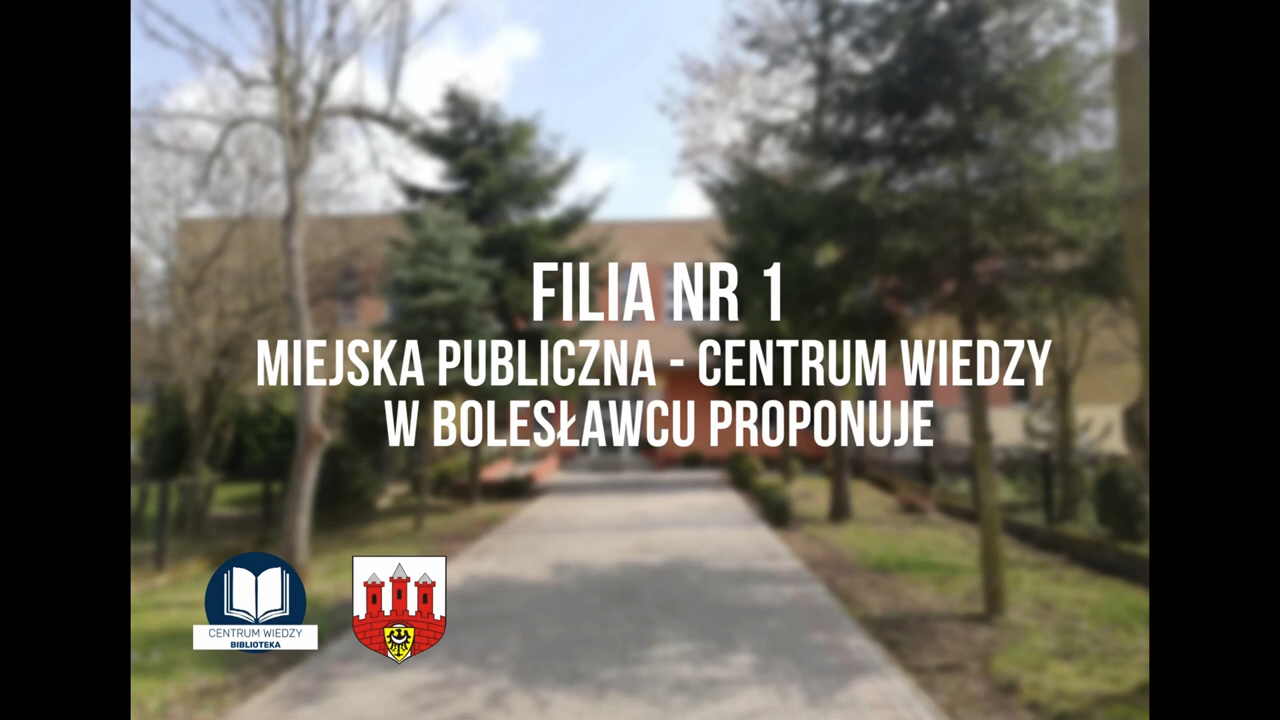 FILIA NR 1
MIEJSKA PUBLICZNA - CENTRUM WIEDZY
W BOLESŁAWCU PROPONUJE
CENTRUM WIEDZY
BIBLIOTEKA